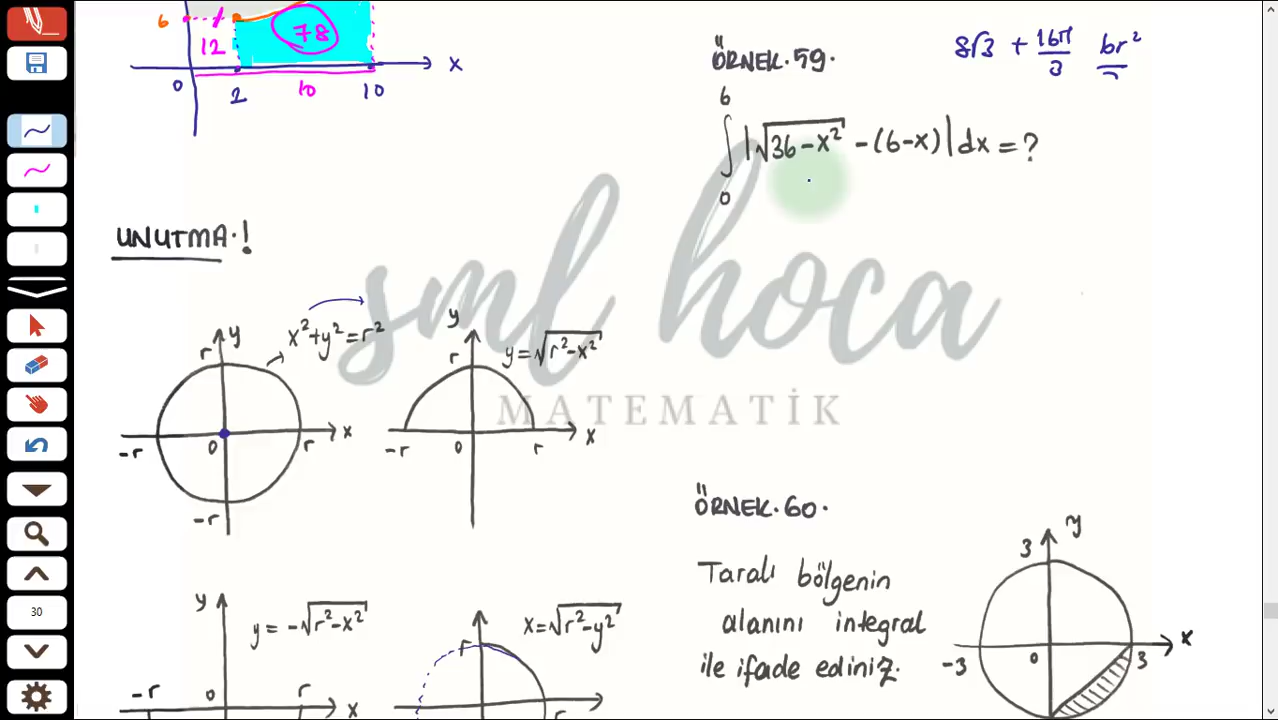 6
12
78
x
0
2
10
10
UNUTMA.!
x²+y²=r²
y
r
x
-r
0
r
-r
y
y=√r²-x²
r
x
-r
0
r
y
y=-√r²-x²
-r
0
r
x
x=√r²-y²
r
r
ÖRNEK.59.
8√3 + 16π/3 br²
6
∫ |√36-x² -(6-x)|dx = ?
0
sml hoca
MATEMATİK
ÖRNEK.60.
Taralı bölgenin
alanını integral
ile ifade ediniz.
y
3
x
-3
0
3
30